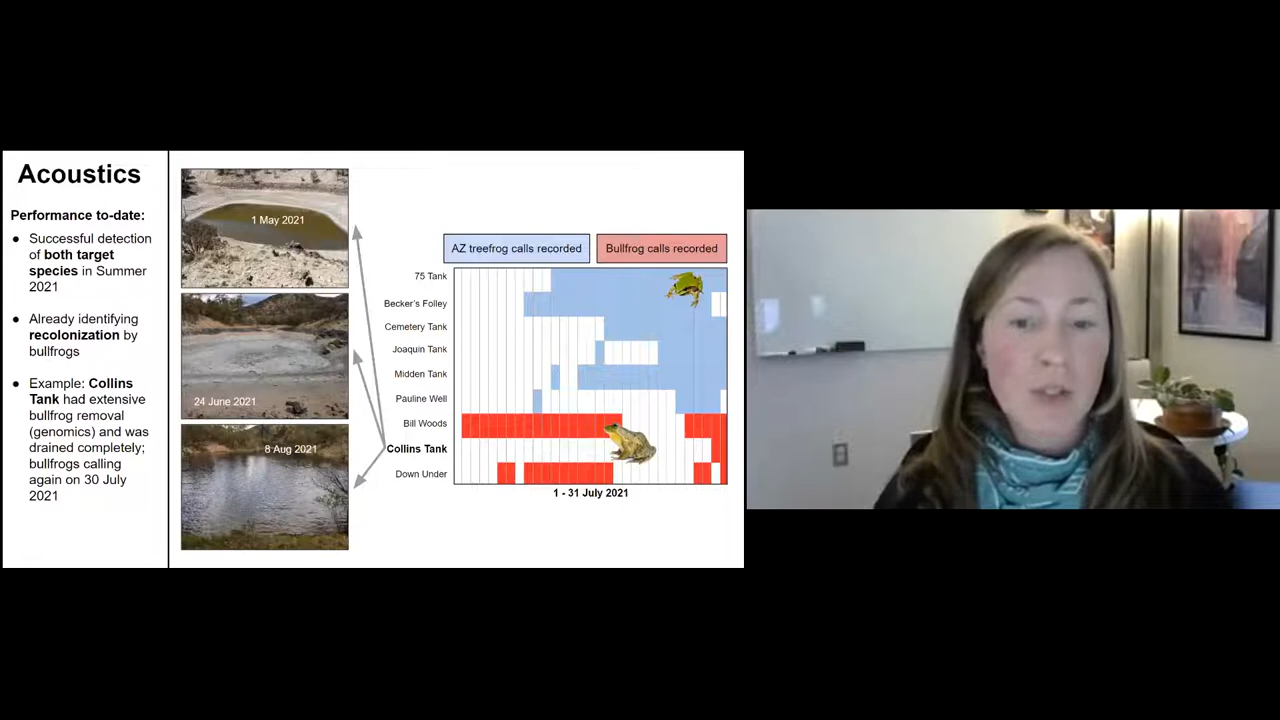 Acoustics
Performance to-date:
● Successful detection
of both target
species in Summer
2021
● Already identifying
recolonization by
bullfrogs
● Example: Collins
Tank had extensive
bullfrog removal
(genomics) and was
drained completely;
bullfrogs calling
again on 30 July
2021
1 May 2021
24 June 2021
8 Aug 2021
AZ treefrog calls recorded
Bullfrog calls recorded
75 Tank
Becker's Folley
Cemetery Tank
Joaquin Tank
Midden Tank
Pauline Well
Bill Woods
Collins Tank
Down Under
1 - 31 July 2021